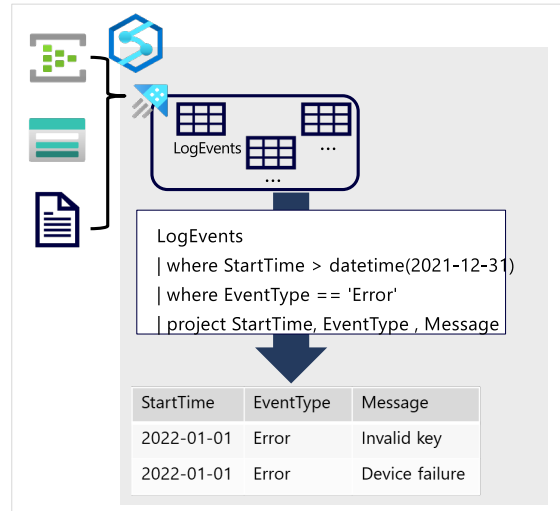 LogEvents
...
...
LogEvents
| where StartTime > datetime(2021-12-31)
| where EventType == 'Error'
| project StartTime, EventType , Message
StartTime EventType Message
2022-01-01 Error Invalid key
2022-01-01 Error Device failure